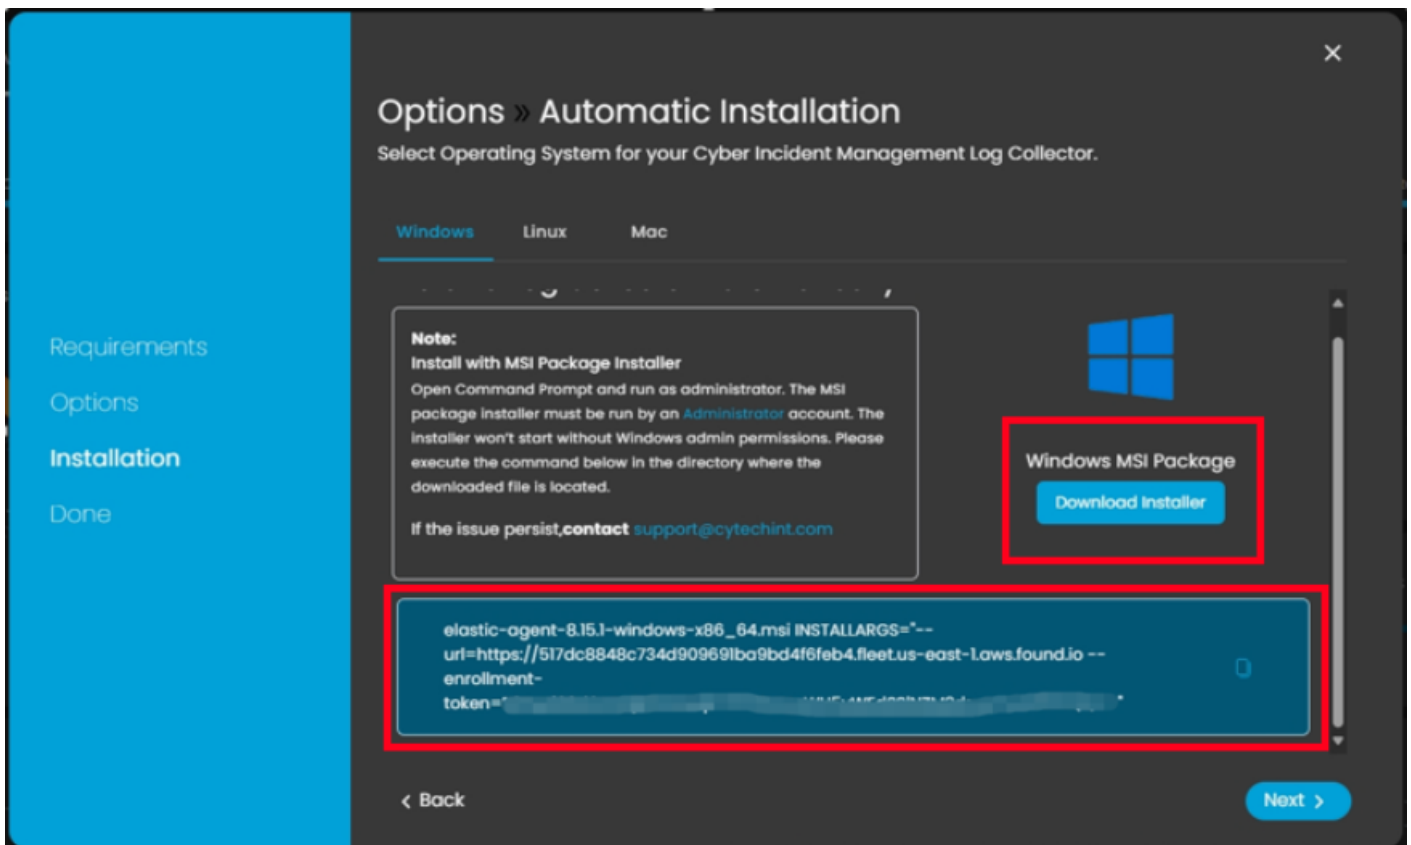 Options » Automatic Installation
Select Operating System for your Cyber Incident Management Log Collector.
Windows
Linux
Mac
Requirements
Options
Installation
Done
Note:
Install with MSI Package Installer
Open Command Prompt and run as administrator. The MSI
package installer must be run by an Administrator account. The
installer won't start without Windows admin permissions. Please
execute the command below in the directory where the
downloaded file is located.
If the issue persist,contact support@cytechint.com
Windows MSI Package
Download Installer
elastic-agent-8.15.1-windows-x86_64.msi INSTALLARGS="--
url=https://517dc8848c734d909691ba9bd4f6feb4.fleet.us-east-1.aws.found.io --
enrollment-
token="
Back
Next